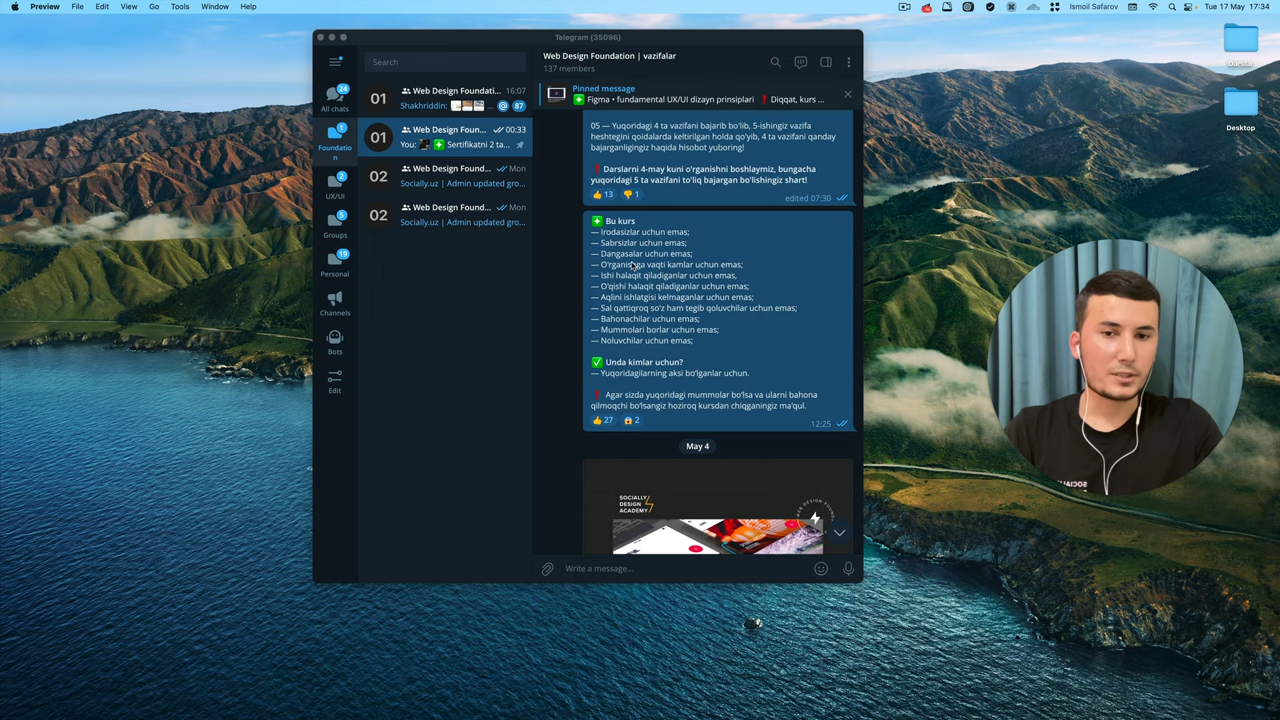 Preview File Edit View Go Tools Window Help
Ismoil Safarov Tue 17 May 17:34
Desktop
Telegram (35096)
24
All chats
1
Foundatio
n
2
UX/UI
5
Groups
19
Personal
Channels
Bots
Edit
Search
01
Web Design Foundati... 16:07
Shakhriddin: 87
01
Web Design Foun... 00:33
You: Sertifikatni 2 ta...
02
Web Design Found... Mon
Socially.uz | Admin updated gro...
02
Web Design Found... Mon
Socially.uz | Admin updated gro...
Web Design Foundation | vazifalar
137 members
Pinned message
Figma • fundamental UX/UI dizayn prinsiplari ❗ Diqqat, kurs ...
05 — Yuqoridagi 4 ta vazifani bajarib bo'lib, 5-ishingiz vazifa
heshtegini qoidalarda keltirilgan holda qo'yib, 4 ta vazifani qanday
bajarganligingiz haqida hisobot yuboring!
❗ Darslarni 4-may kuni o'rganishni boshlaymiz, bungacha
yuqoridagi 5 ta vazifani to'liq bajargan bo'lishingiz shart!
👍 13 👎 1
edited 07:30
Bu kurs
— Irodasizlar uchun emas;
— Sabrsizlar uchun emas;
— Dangasalar uchun emas;
— O'rganishga vaqti kamlar uchun emas;
— Ishi halaqit qiladiganlar uchun emas,
— O'qishi halaqit qiladiganlar uchun emas;
— Aqlini ishlatgisi kelmaganlar uchun emas;
— Sal qattiqroq so'z ham tegib qoluvchilar uchun emas;
— Bahonachilar uchun emas;
— Mummolari borlar uchun emas;
— Noluvchilar uchun emas;
✅ Unda kimlar uchun?
— Yuqoridagilarning aksi bo'lganlar uchun.
❗ Agar sizda yuqoridagi mummolar bo'lsa va ularni bahona
qilmoqchi bo'lsangiz hoziroq kursdan chiqganingiz ma'qul.
👍 27 😱 2
12:25
May 4
SOCIALLY
DESIGN
ACADEMY
Write a message...